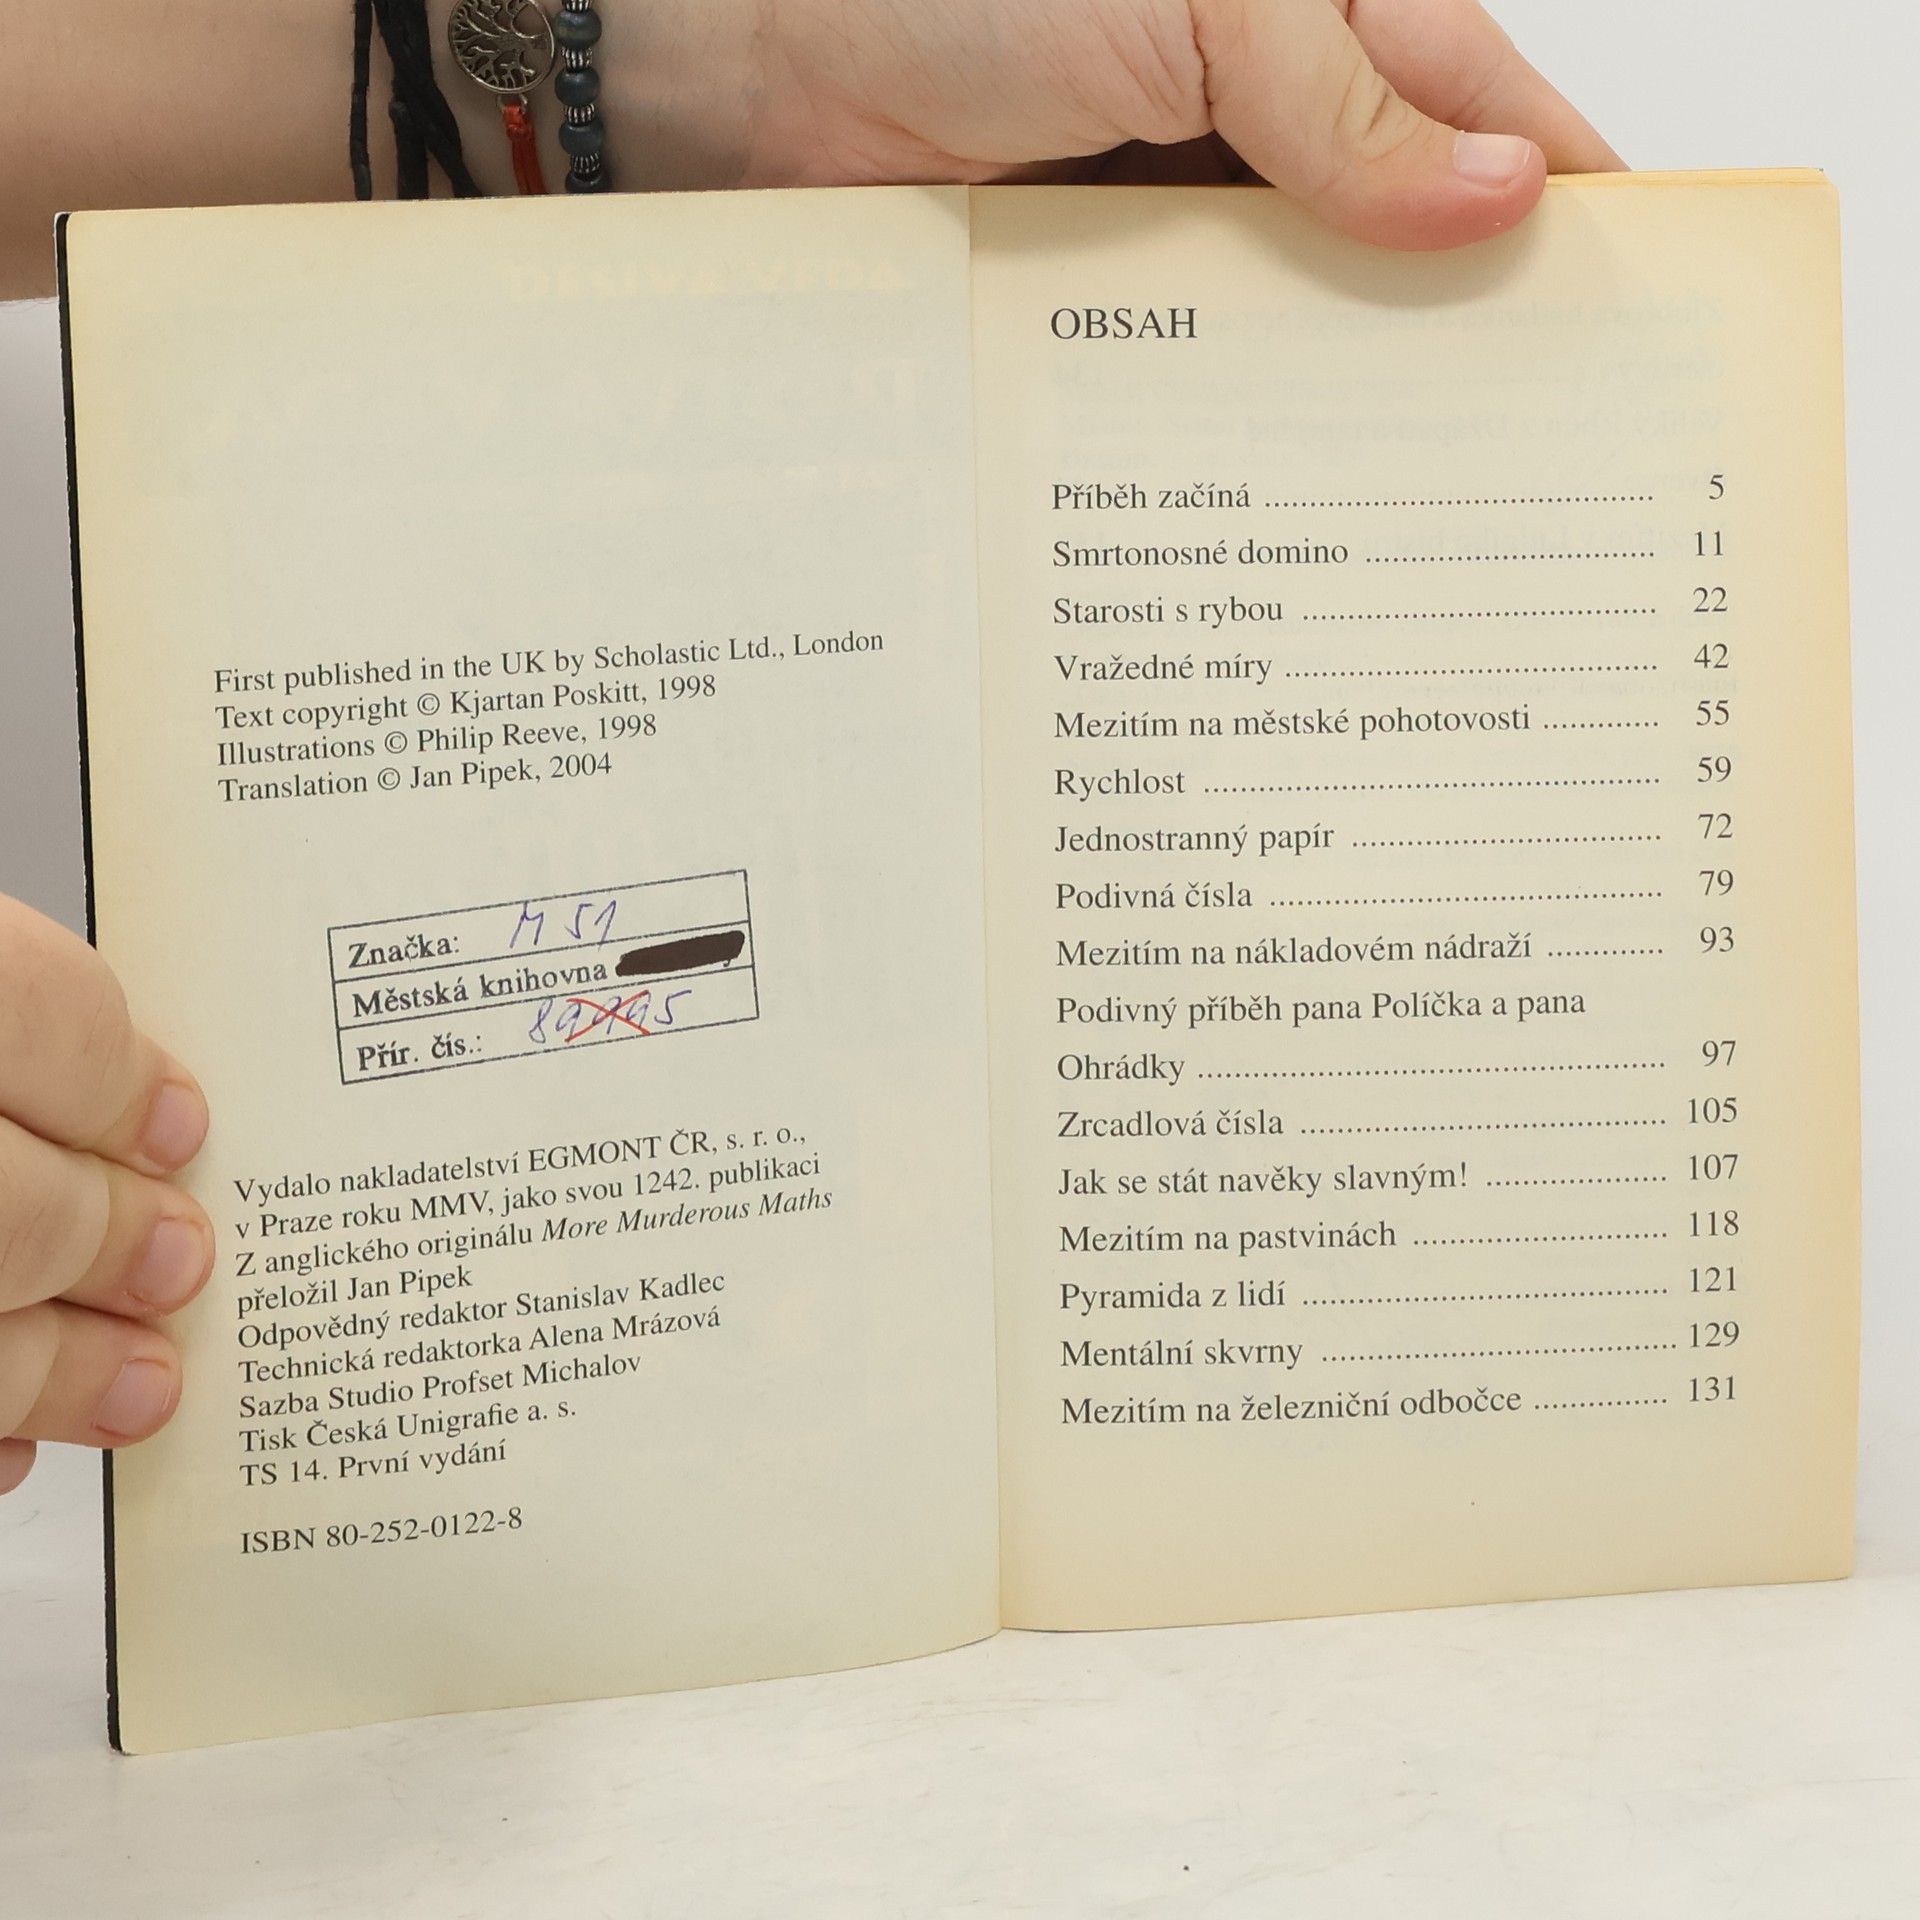 First published in the UK by Scholastic Ltd., London
Text copyright © Kjartan Poskitt, 1998
Illustrations © Philip Reeve, 1998
Translation © Jan Pipek, 2004
Značka: M 51
Městská knihovna
Přír. čís.: 89995
Vydalo nakladatelství EGMONT ČR, s. r. o.,
v Praze roku MMV, jako svou 1242. publikaci
Z anglického originálu More Murderous Maths
přeložil Jan Pipek
Odpovědný redaktor Stanislav Kadlec
Technická redaktorka Alena Mrázová
Sazba Studio Profset Michalov
Tisk Česká Unigrafie a. s.
TS 14. První vydání
ISBN 80-252-0122-8
OBSAH
Příběh začíná ........................................... 5
Smrtonosné domino ................................ 11
Starosti s rybou ....................................... 22
Vražedné míry ......................................... 42
Mezitím na městské pohotovosti ............. 55
Rychlost .................................................. 59
Jednostranný papír .................................. 72
Podivná čísla ........................................... 79
Mezitím na nákladovém nádraží ............. 93
Podivný příběh pana Políčka a pana
Ohrádky .................................................... 97
Zrcadlová čísla ........................................ 105
Jak se stát navěky slavným! .................... 107
Mezitím na pastvinách ............................ 118
Pyramida z lidí ........................................ 121
Mentální skvrny ....................................... 129
Mezitím na železniční odbočce ............... 131